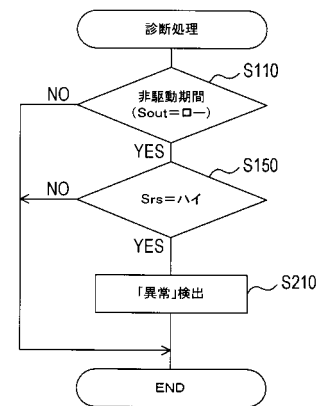 診断処理
S110
NO
非駆動期間
(Sout=ロー)
YES
S150
NO
Srs=ハイ
YES
S210
「異常」検出
END